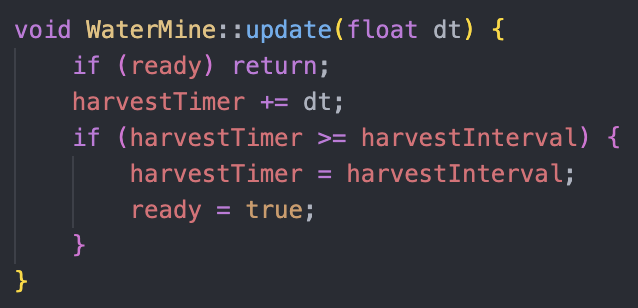 void WaterMine::update(float dt) {
    if (ready) return;
    harvestTimer += dt;
    if (harvestTimer >= harvestInterval) {
        harvestTimer = harvestInterval;
        ready = true;
    }
}